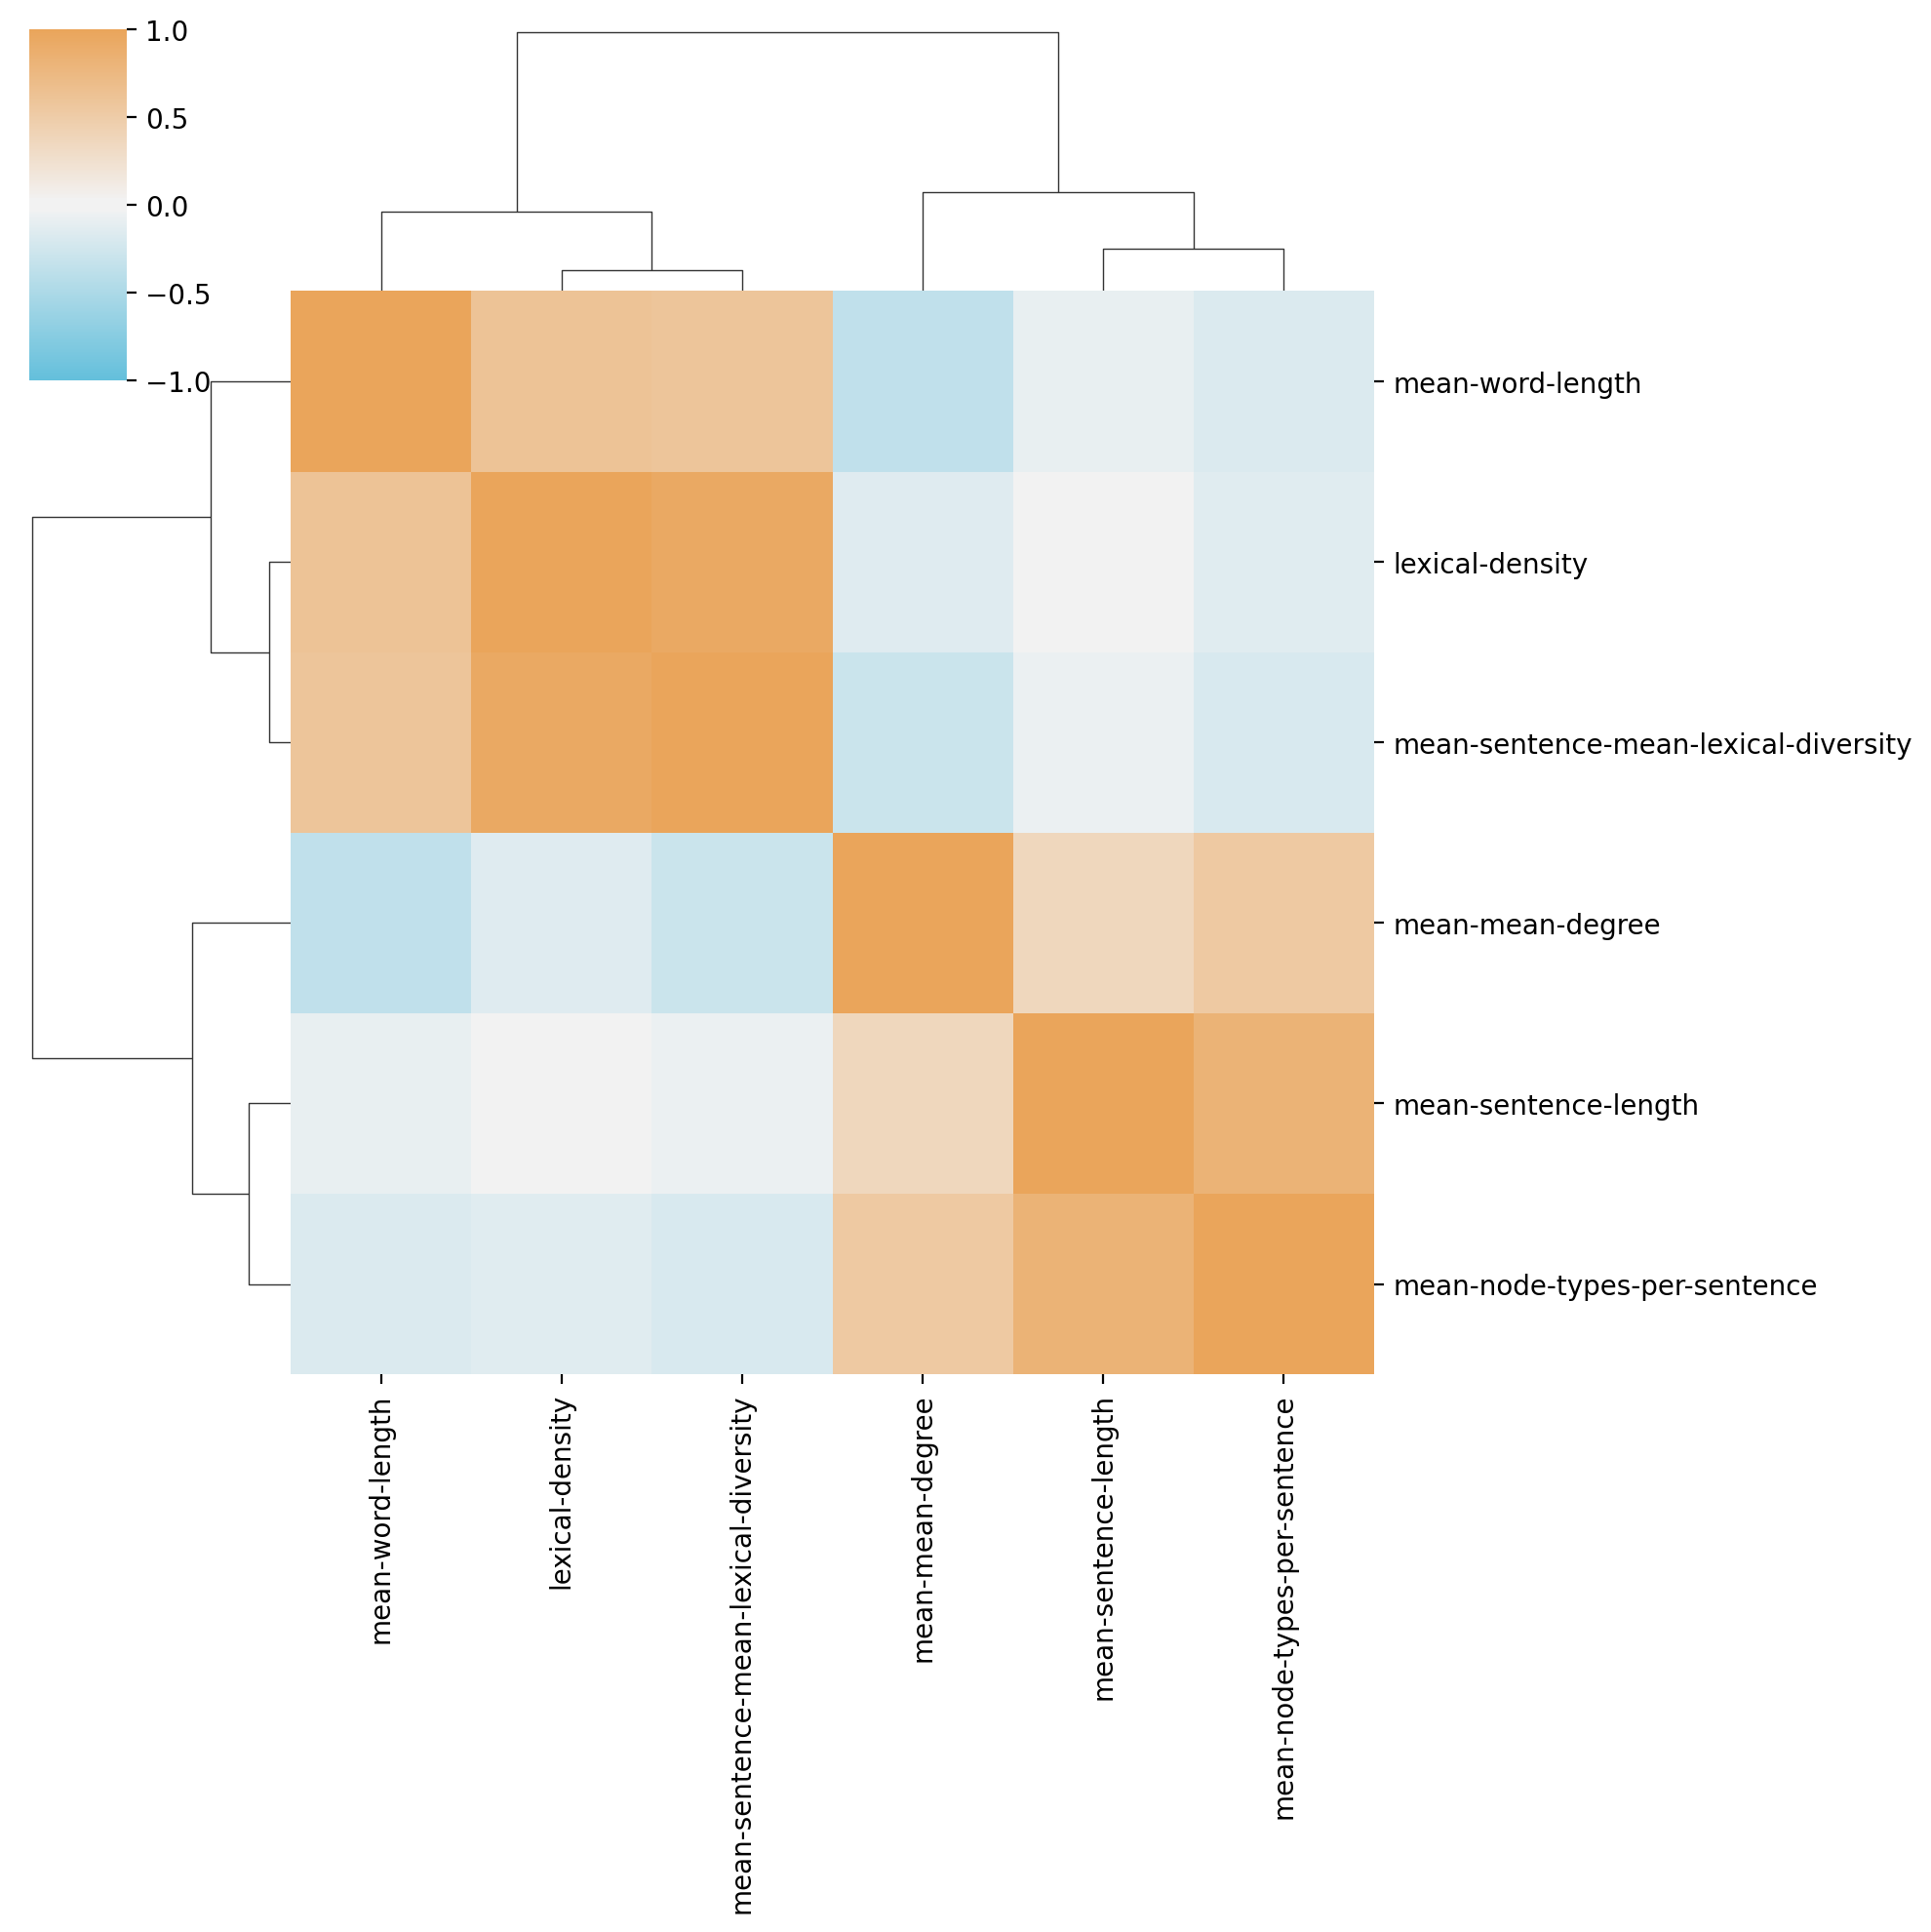 1.0
0.5
0.0
−0.5
−1.0
mean-word-length
lexical-density
mean-sentence-mean-lexical-diversity
mean-mean-degree
mean-sentence-length
mean-node-types-per-sentence
mean-word-length
lexical-density
mean-sentence-mean-lexical-diversity
mean-mean-degree
mean-sentence-length
mean-node-types-per-sentence